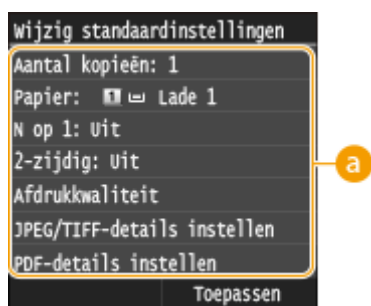 Wijzig standaardinstellingen
Aantal kopieën: 1
Papier: 1 Lade 1
N op 1: Uit
2-zijdig: Uit
Afdrukkwaliteit
JPEG/TIFF-details instellen
PDF-details instellen
Toepassen
a